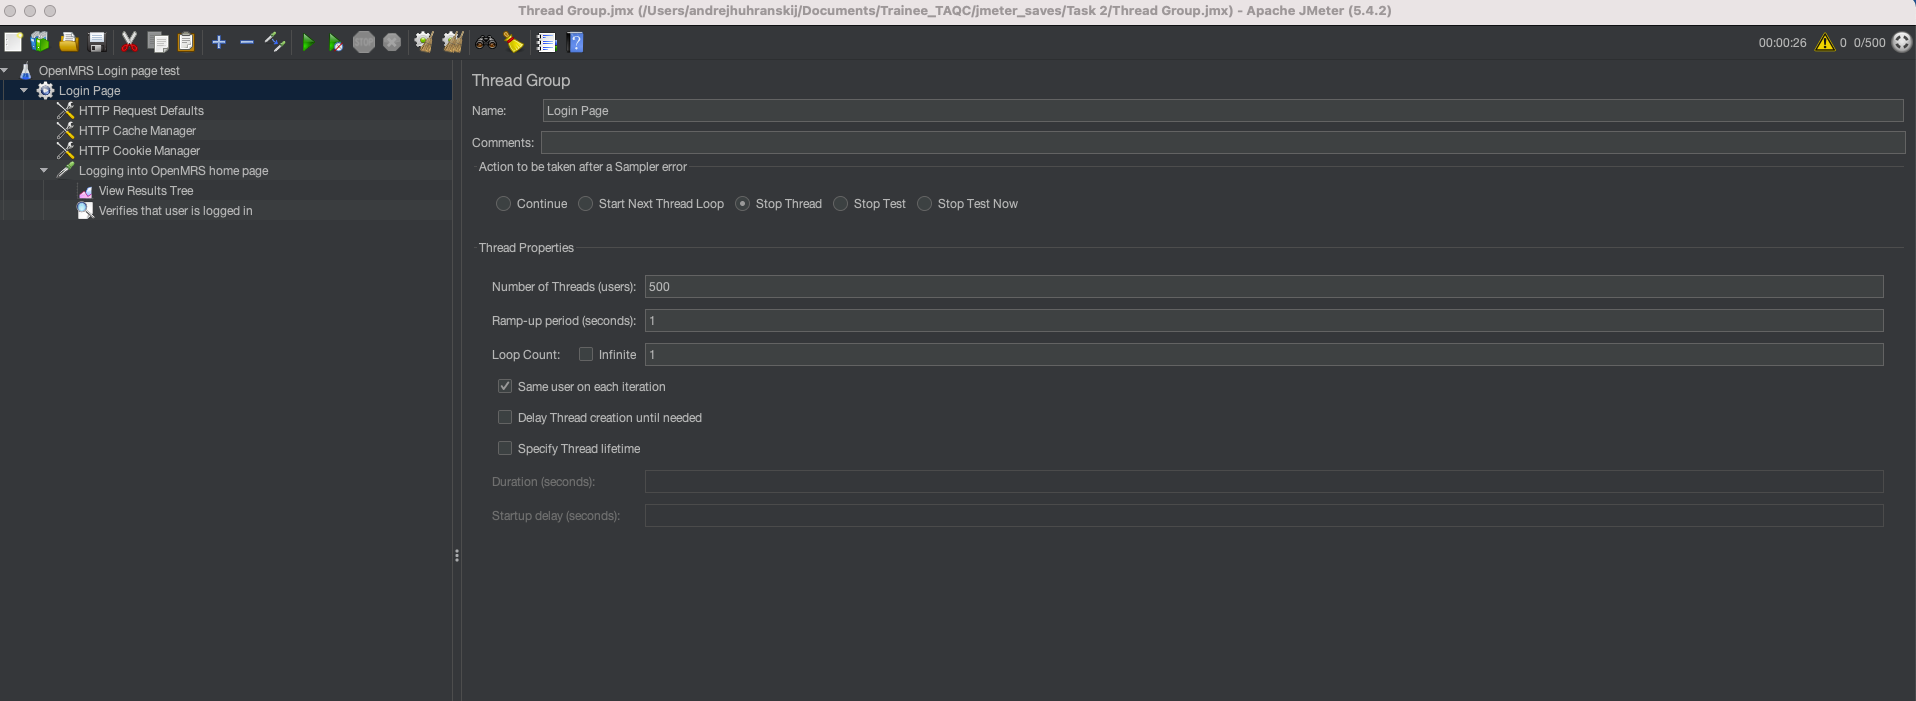 Thread Group.jmx (/Users/andrejhuhranskij/Documents/Trainee_TAQC/jmeter_saves/Task 2/Thread Group.jmx) - Apache JMeter (5.4.2)
STOP
00:00:26 0 0/500
OpenMRS Login page test
Login Page
HTTP Request Defaults
HTTP Cache Manager
HTTP Cookie Manager
Logging into OpenMRS home page
View Results Tree
Verifies that user is logged in
Thread Group
Name: Login Page
Comments:
Action to be taken after a Sampler error
Continue Start Next Thread Loop Stop Thread Stop Test Stop Test Now
Thread Properties
Number of Threads (users): 500
Ramp-up period (seconds): 1
Loop Count: Infinite 1
Same user on each iteration
Delay Thread creation until needed
Specify Thread lifetime
Duration (seconds):
Startup delay (seconds):